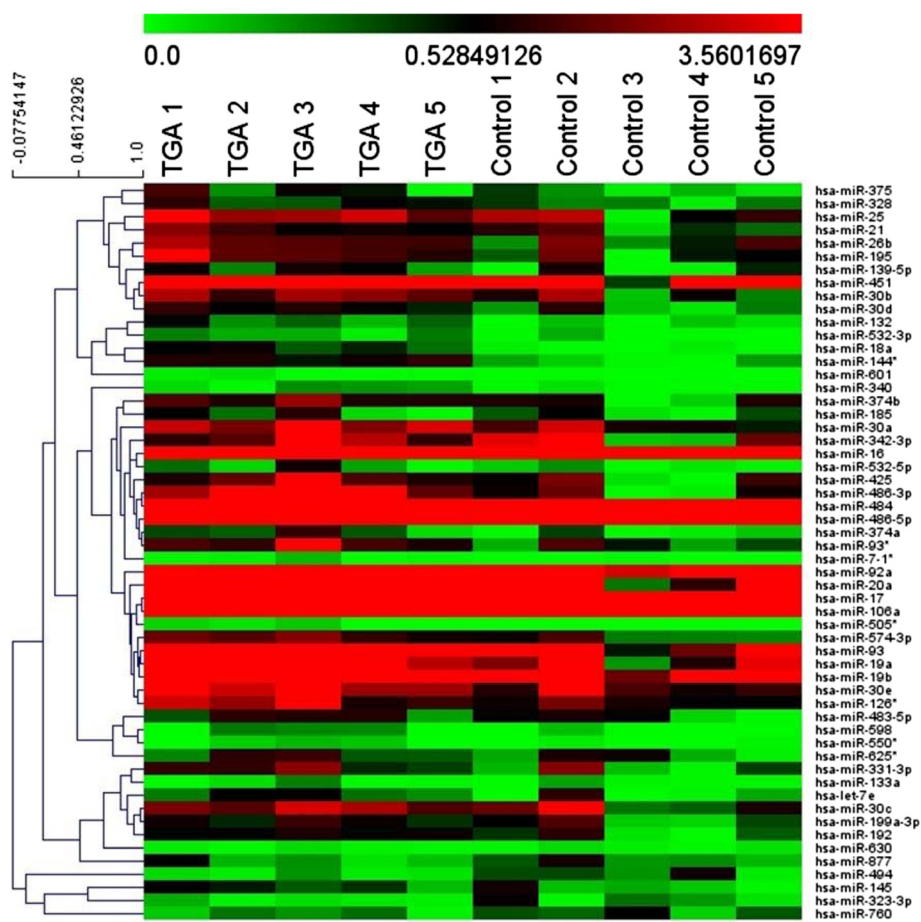 0.0 0.52849126 3.5601697
-0.07754147 0.46122926 1.0
TGA 1 TGA 2 TGA 3 TGA 4 TGA 5 Control 1 Control 2 Control 3 Control 4 Control 5
hsa-miR-375
hsa-miR-328
hsa-miR-25
hsa-miR-21
hsa-miR-26b
hsa-miR-195
hsa-miR-139-5p
hsa-miR-451
hsa-miR-30b
hsa-miR-30d
hsa-miR-132
hsa-miR-532-3p
hsa-miR-18a
hsa-miR-144*
hsa-miR-601
hsa-miR-340
hsa-miR-374b
hsa-miR-185
hsa-miR-30a
hsa-miR-342-3p
hsa-miR-16
hsa-miR-532-5p
hsa-miR-425
hsa-miR-486-3p
hsa-miR-484
hsa-miR-486-5p
hsa-miR-374a
hsa-miR-93*
hsa-miR-7-1*
hsa-miR-92a
hsa-miR-20a
hsa-miR-17
hsa-miR-106a
hsa-miR-505*
hsa-miR-574-3p
hsa-miR-93
hsa-miR-19a
hsa-miR-19b
hsa-miR-30e
hsa-miR-126*
hsa-miR-483-5p
hsa-miR-598
hsa-miR-550*
hsa-miR-625*
hsa-miR-331-3p
hsa-miR-133a
hsa-let-7e
hsa-miR-30c
hsa-miR-199a-3p
hsa-miR-192
hsa-miR-630
hsa-miR-877
hsa-miR-494
hsa-miR-145
hsa-miR-323-3p
hsa-miR-760